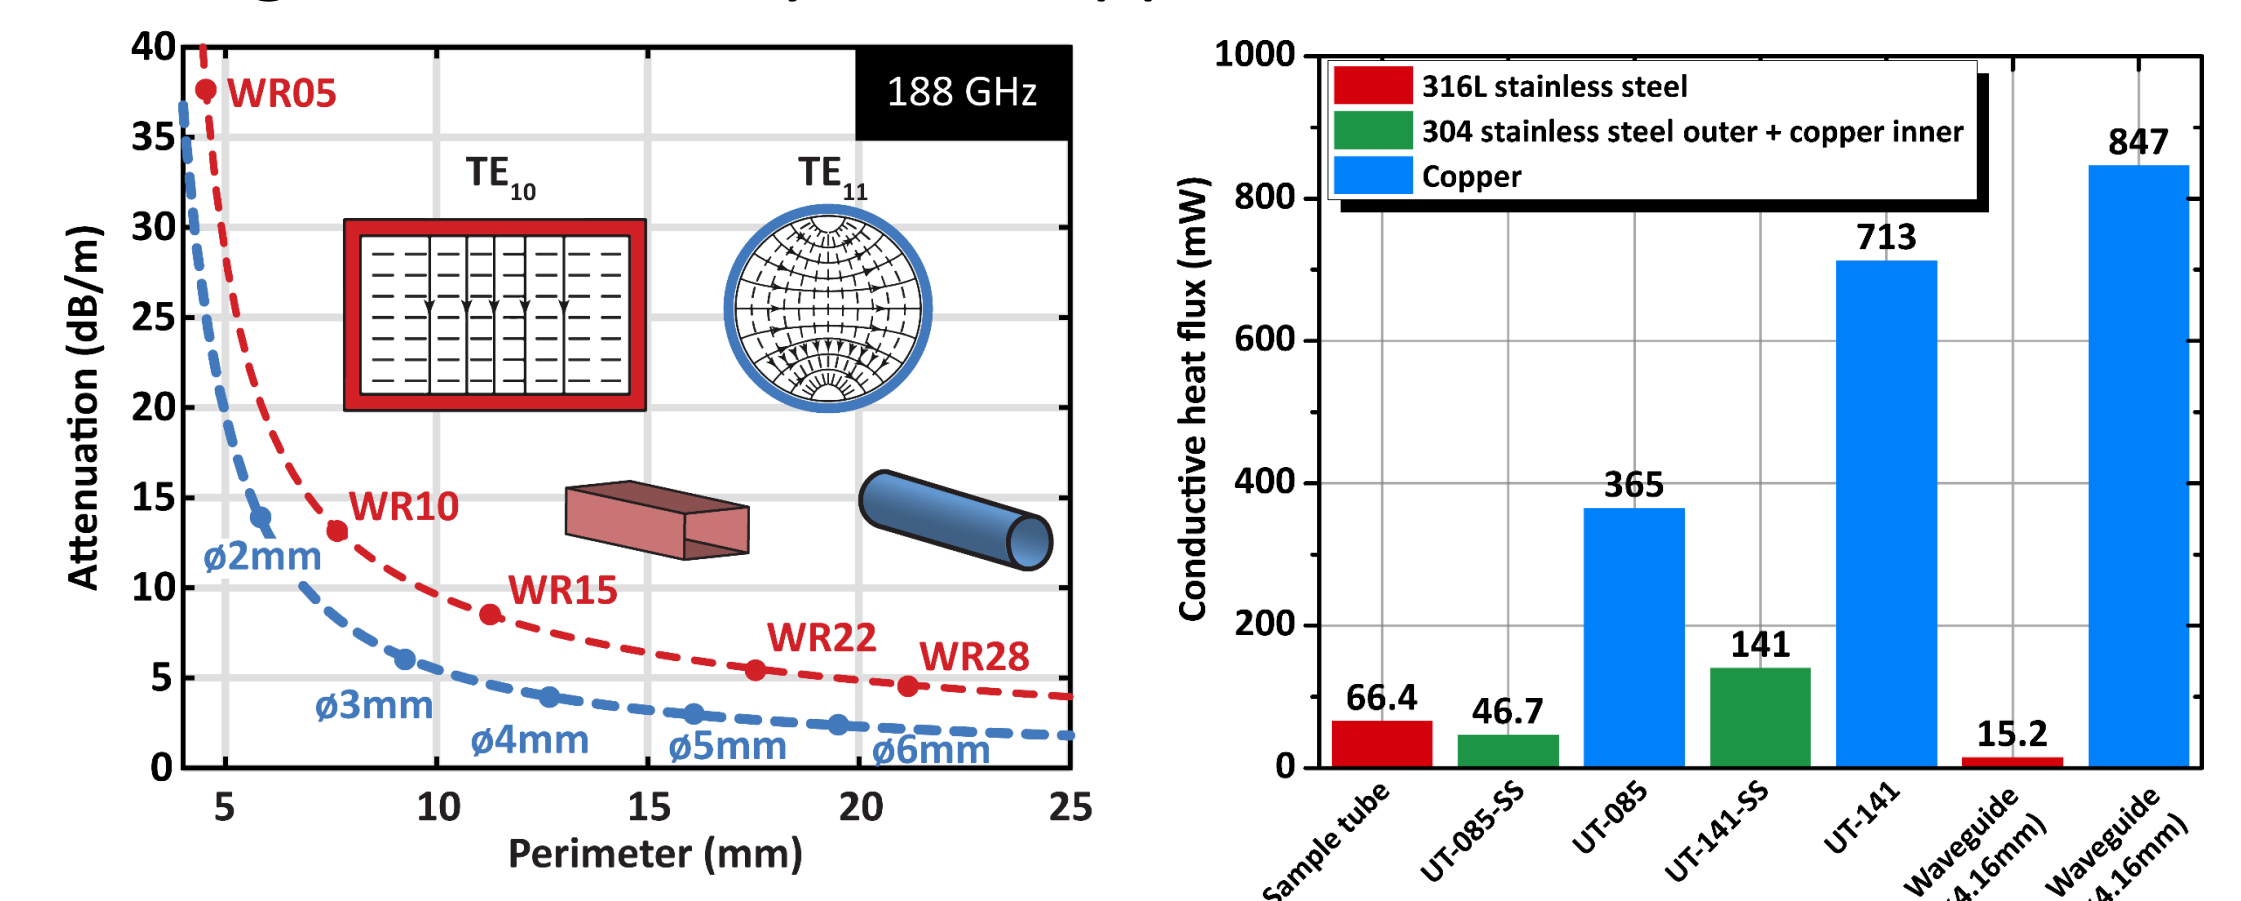 40
35
30
25
20
15
10
5
0
Attenuation (dB/m)
5
10
15
20
25
Perimeter (mm)
188 GHz
WR05
WR10
WR15
WR22
WR28
TE10
TE11
ø2mm
ø3mm
ø4mm
ø5mm
ø6mm
1000
800
600
400
200
0
Conductive heat flux (mW)
316L stainless steel
304 stainless steel outer + copper inner
Copper
66.4
46.7
365
141
713
15.2
847
Sample tube
UT-085-SS
UT-085
UT-141-SS
UT-141
Waveguide
4.16mm)
Waveguide
4.16mm)